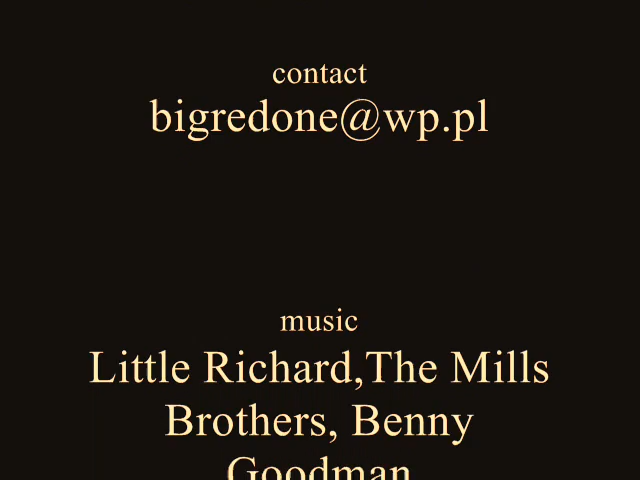 contact
bigredone@wp.pl
music
Little Richard,The Mills
Brothers, Benny
Goodman